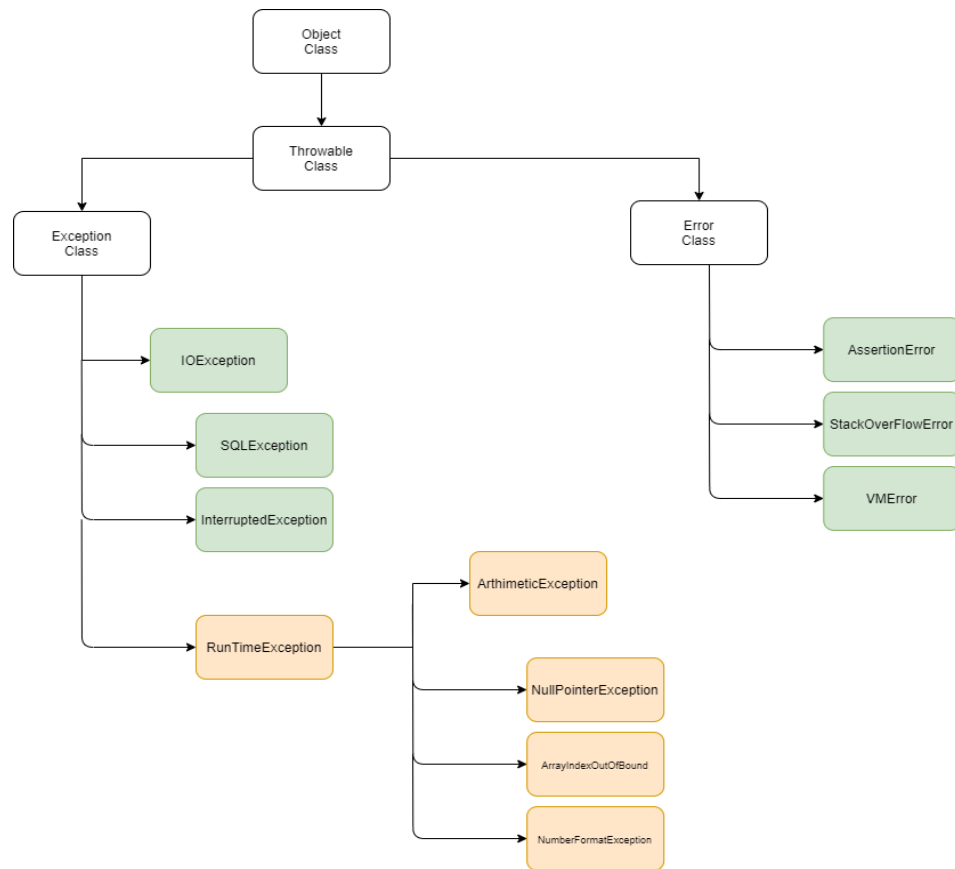 Object
Class
Throwable
Class
Exception
Class
Error
Class
IOException
AssertionError
SQLException
StackOverFlowError
InterruptedException
VMError
ArthimeticException
RunTimeException
NullPointerException
ArrayIndexOutOfBound
NumberFormatException